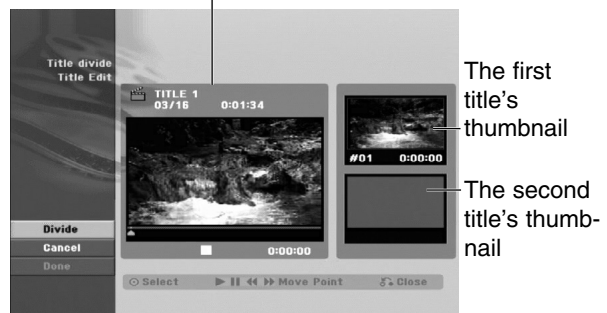 Title divide
Title Edit
TITLE 1
03/16 0:01:34
#01 0:00:00
The first
title's
thumbnail
The second
title's thumb-
nail
Divide
Cancel
Done
0:00:00
Select Move Point Close